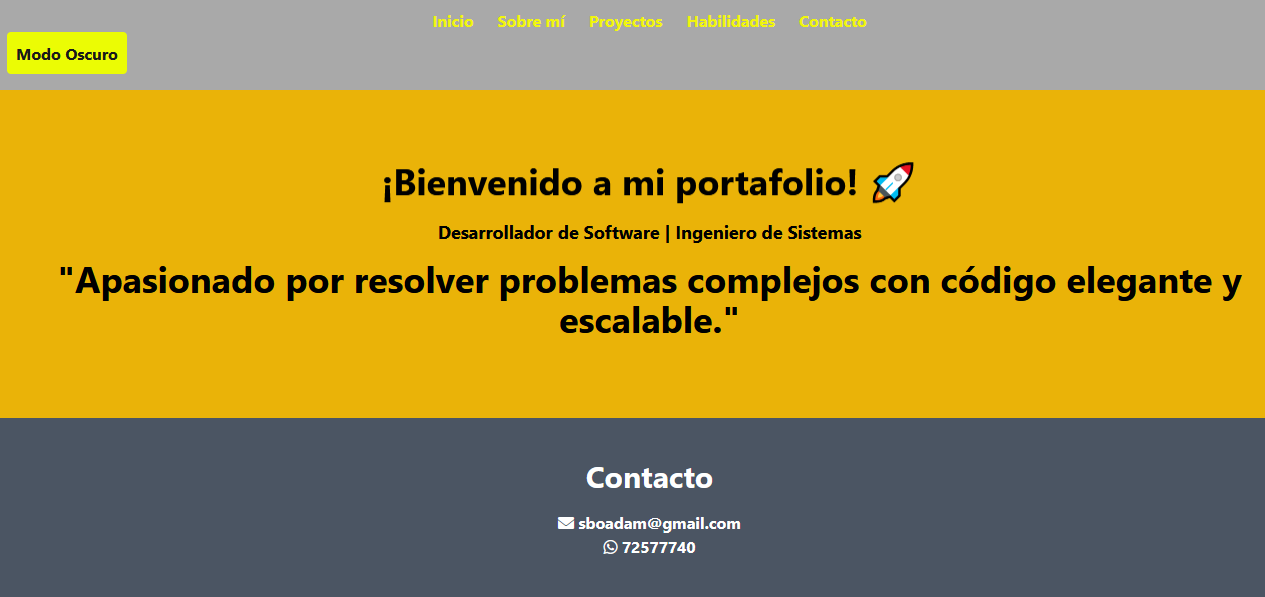 Inicio Sobre mí Proyectos Habilidades Contacto
Modo Oscuro
¡Bienvenido a mi portafolio! 🚀
Desarrollador de Software | Ingeniero de Sistemas
"Apasionado por resolver problemas complejos con código elegante y
escalable."
Contacto
sboadam@gmail.com
72577740